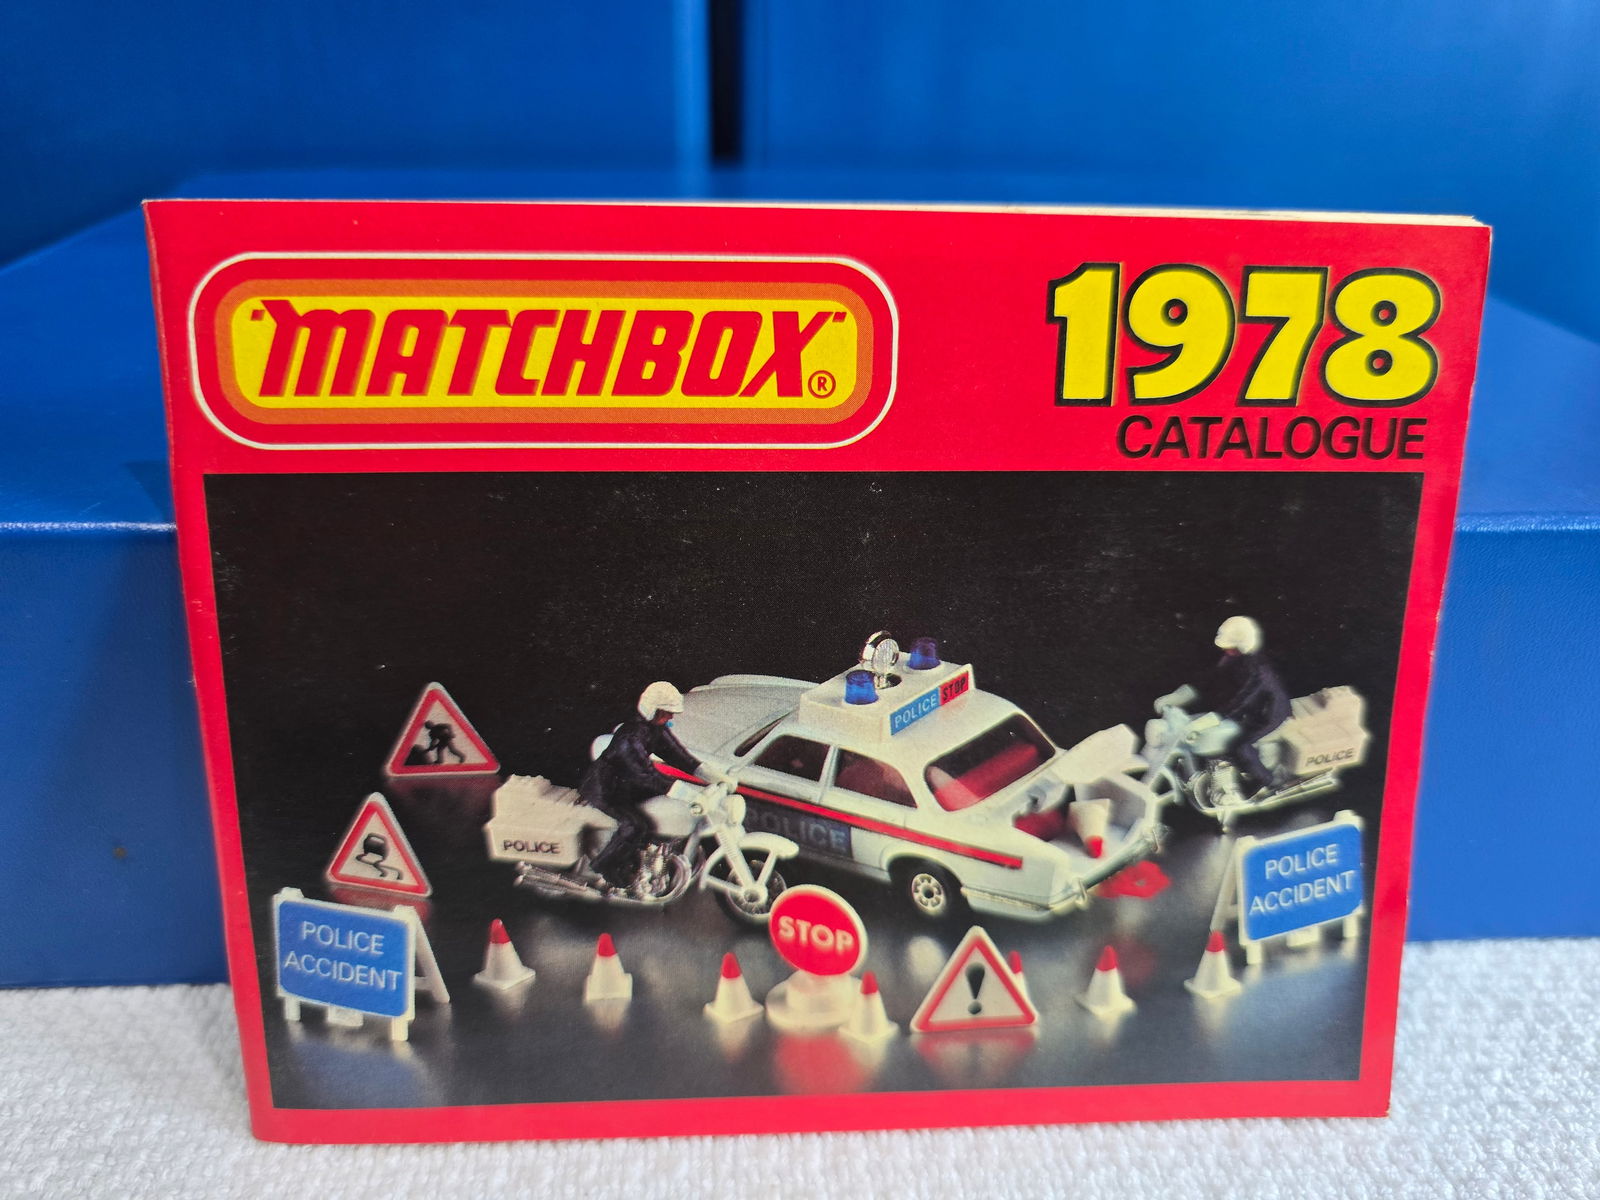 "MATCHBOX"®
1978
CATALOGUE
POLICE STOP
POLICE
POLICE
POLICE
POLICE
ACCIDENT
POLICE
ACCIDENT
STOP
!